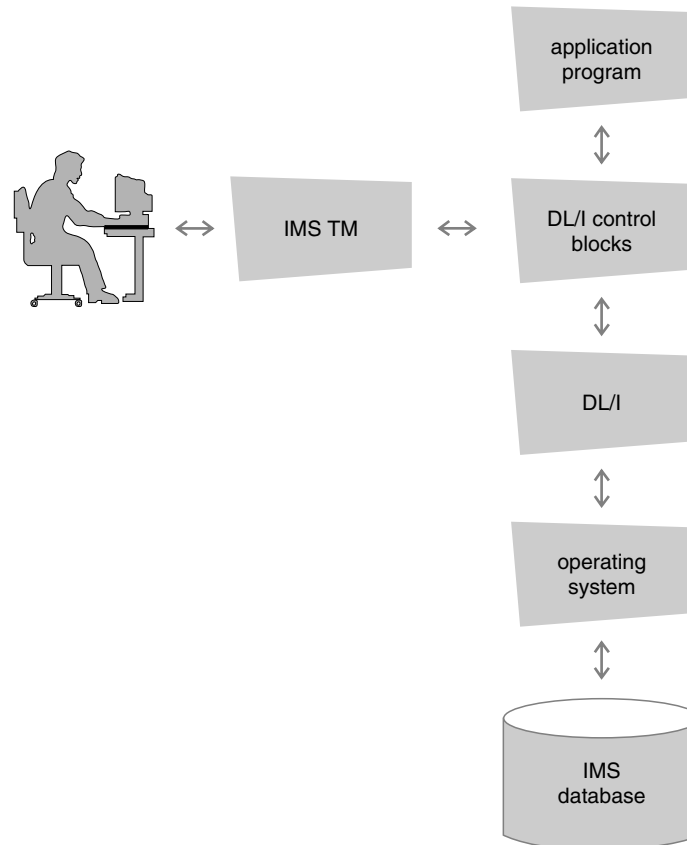 application
program
IMS TM
DL/I control
blocks
DL/I
operating
system
IMS
database